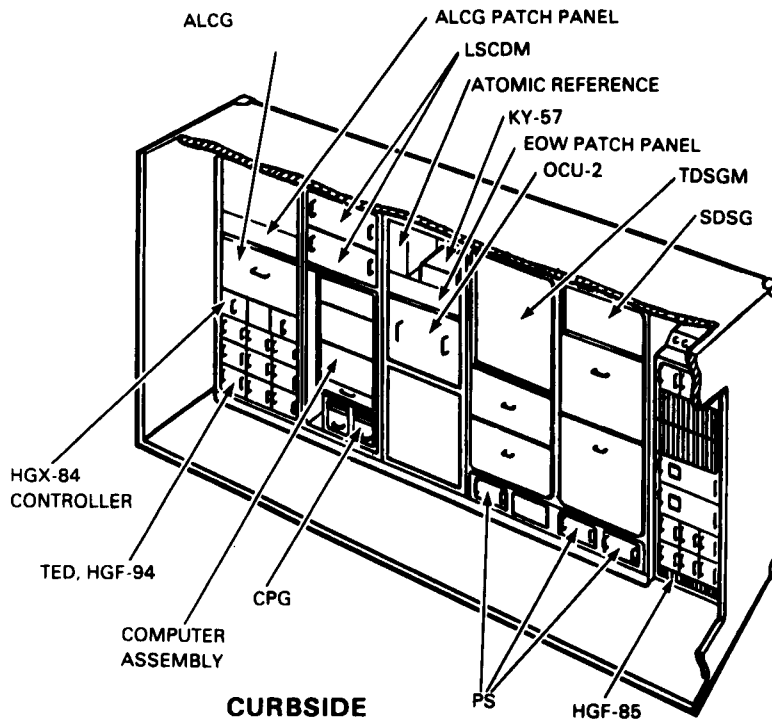 ALCG
ALCG PATCH PANEL
LSCDM
ATOMIC REFERENCE
KY-57
EOW PATCH PANEL
OCU-2
TDSGM
SDSG
HGX-84
CONTROLLER
TED, HGF-94
CPG
COMPUTER
ASSEMBLY
PS
HGF-85
CURBSIDE